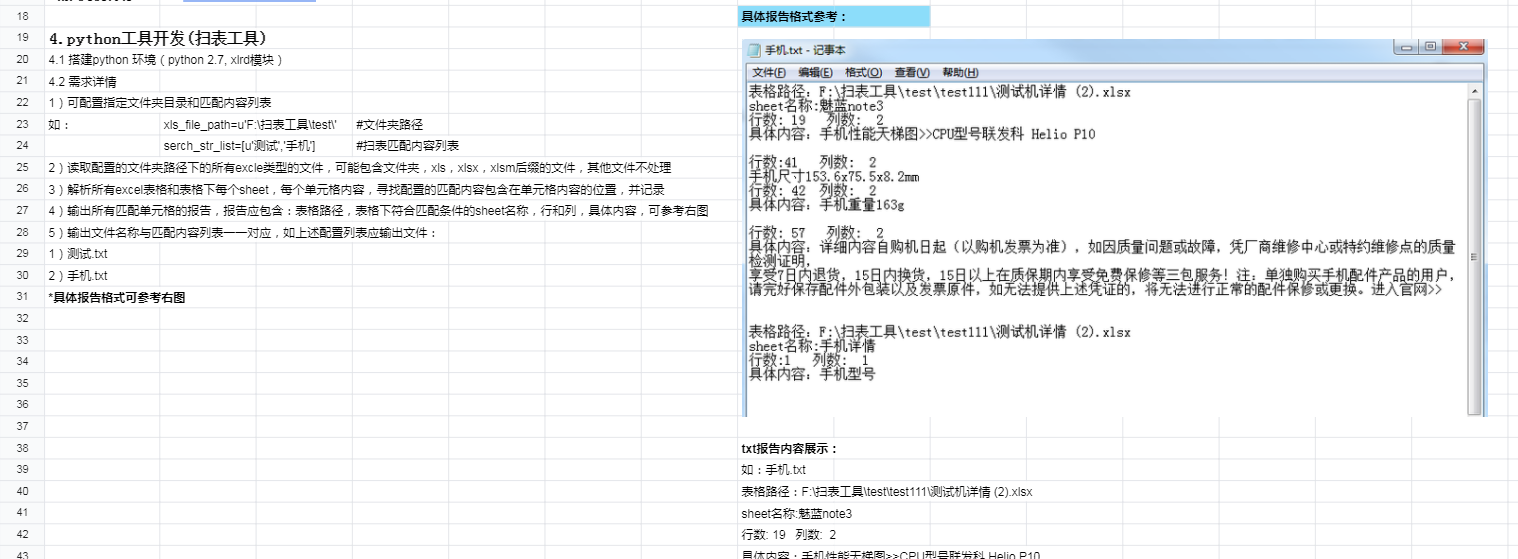 18
19
20
21
22
23
24
25
26
27
28
29
30
31
32
33
34
35
36
37
38
39
40
41
42
43
4.python工具开发(扫表工具)
4.1 搭建python 环境（python 2.7, xlrd模块）
4.2 需求详情
1）可配置指定文件夹目录和匹配内容列表
如： xls_file_path=u'F:\扫表工具\test\' #文件夹路径
serch_str_list=[u'测试','手机'] #扫表匹配内容列表
2）读取配置的文件夹路径下的所有excle类型的文件，可能包含文件夹，xls，xlsx，xlsm后缀的文件，其他文件不处理
3）解析所有excel表格和表格下每个sheet，每个单元格内容，寻找配置的匹配内容包含在单元格内容的位置，并记录
4）输出所有匹配单元格的报告，报告应包含：表格路径，表格下符合匹配条件的sheet名称，行和列，具体内容，可参考右图
5）输出文件名称与匹配内容列表一一对应，如上述配置列表应输出文件：
1）测试.txt
2）手机.txt
*具体报告格式可参考右图
具体报告格式参考：
手机.txt - 记事本
文件(F) 编辑(E) 格式(O) 查看(V) 帮助(H)
表格路径: F:\扫表工具\test\test111\测试机详情 (2).xlsx
sheet名称:魅蓝note3
行数: 19 列数: 2
具体内容: 手机性能天梯图>>CPU型号联发科 Helio P10
行数:41 列数: 2
手机尺寸153.6x75.5x8.2mm
行数: 42 列数: 2
具体内容: 手机重量163g
行数: 57 列数: 2
具体内容: 详细内容自购机日起（以购机发票为准），如因质量问题或故障，凭厂商维修中心或特约维修点的质量
检测证明，
享受7日内退货，15日内换货，15日以上在质保期内享受免费保修等三包服务！注：单独购买手机配件产品的用户，
请完好保存配件外包装以及发票原件，如无法提供上述凭证的，将无法进行正常的配件保修或更换。进入官网>>
表格路径: F:\扫表工具\test\test111\测试机详情 (2).xlsx
sheet名称:手机详情
行数:1 列数: 1
具体内容: 手机型号
txt报告内容展示：
如：手机.txt
表格路径：F:\扫表工具\test\test111\测试机详情 (2).xlsx
sheet名称:魅蓝note3
行数: 19 列数: 2
具体内容：手机性能天梯图>>CPU型号联发科 Helio P10